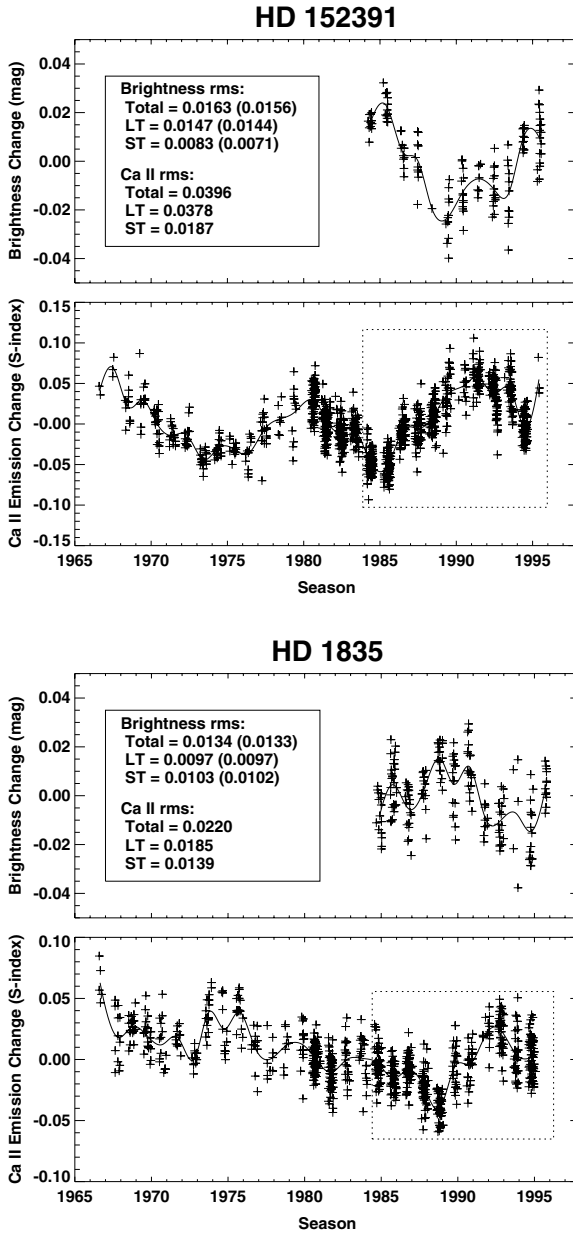 HD 152391
Brightness Change (mag)
0.04
0.02
0.00
-0.02
-0.04
Brightness rms:
Total = 0.0163 (0.0156)
LT = 0.0147 (0.0144)
ST = 0.0083 (0.0071)
Ca II rms:
Total = 0.0396
LT = 0.0378
ST = 0.0187
Ca II Emission Change (S-index)
0.15
0.10
0.05
-0.00
-0.05
-0.10
-0.15
1965 1970 1975 1980 1985 1990 1995
Season
HD 1835
Brightness Change (mag)
0.04
0.02
0.00
-0.02
-0.04
Brightness rms:
Total = 0.0134 (0.0133)
LT = 0.0097 (0.0097)
ST = 0.0103 (0.0102)
Ca II rms:
Total = 0.0220
LT = 0.0185
ST = 0.0139
Ca II Emission Change (S-index)
0.10
0.05
0.00
-0.05
-0.10
1965 1970 1975 1980 1985 1990 1995
Season